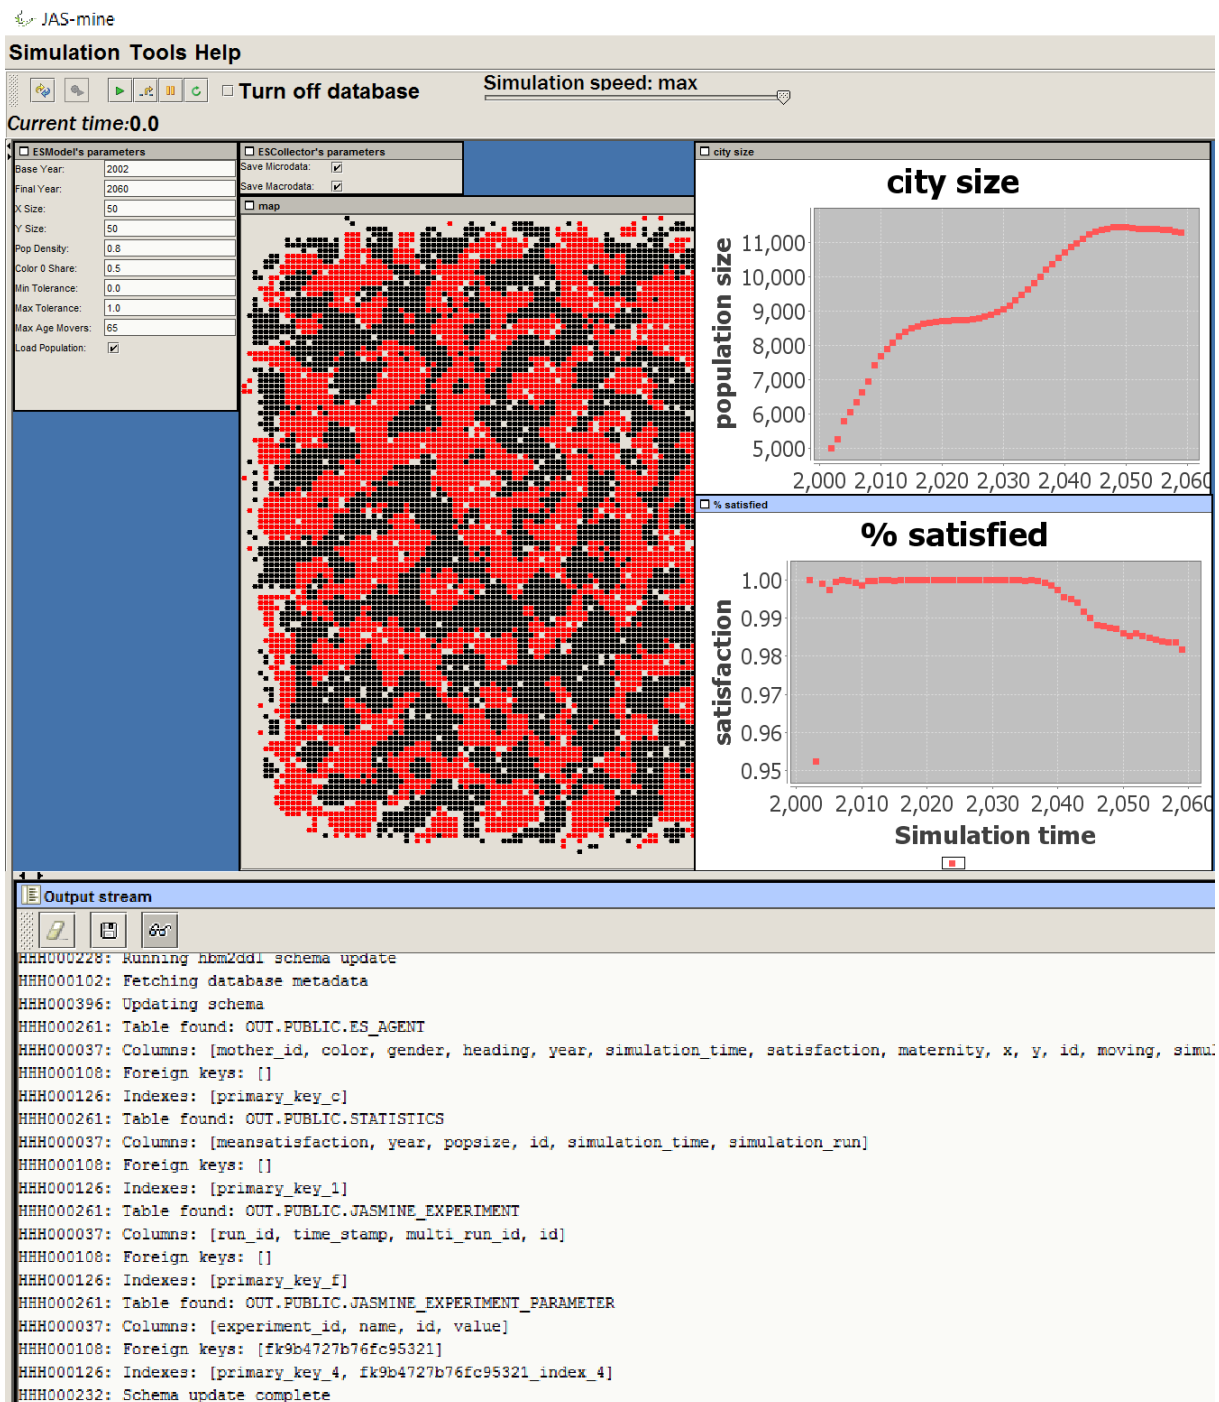 JAS-mine
Simulation Tools Help
Turn off database
Simulation speed: max
Current time:0.0
ESModel's parameters
Base Year: 2002
Final Year: 2060
X Size: 50
Y Size: 50
Pop Density: 0.8
Color 0 Share: 0.5
Min Tolerance: 0.0
Max Tolerance: 1.0
Max Age Movers: 65
Load Population:
ESCollector's parameters
Save Microdata:
Save Macrodata:
map
city size
city size
population size
11,000
10,000
9,000
8,000
7,000
6,000
5,000
2,000 2,010 2,020 2,030 2,040 2,050 2,060
% satisfied
% satisfied
satisfaction
1.00
0.99
0.98
0.97
0.96
0.95
2,000 2,010 2,020 2,030 2,040 2,050 2,060
Simulation time
Output stream
HHH000228: Running hbm2ddl schema update
HHH000102: Fetching database metadata
HHH000396: Updating schema
HHH000261: Table found: OUT.PUBLIC.ES_AGENT
HHH000037: Columns: [mother_id, color, gender, heading, year, simulation_time, satisfaction, maternity, x, y, id, moving, simul
HHH000108: Foreign keys: []
HHH000126: Indexes: [primary_key_c]
HHH000261: Table found: OUT.PUBLIC.STATISTICS
HHH000037: Columns: [meansatisfaction, year, popsize, id, simulation_time, simulation_run]
HHH000108: Foreign keys: []
HHH000126: Indexes: [primary_key_1]
HHH000261: Table found: OUT.PUBLIC.JASMINE_EXPERIMENT
HHH000037: Columns: [run_id, time_stamp, multi_run_id, id]
HHH000108: Foreign keys: []
HHH000126: Indexes: [primary_key_f]
HHH000261: Table found: OUT.PUBLIC.JASMINE_EXPERIMENT_PARAMETER
HHH000037: Columns: [experiment_id, name, id, value]
HHH000108: Foreign keys: [fk9b4727b76fc95321]
HHH000126: Indexes: [primary_key_4, fk9b4727b76fc95321_index_4]
HHH000232: Schema update complete